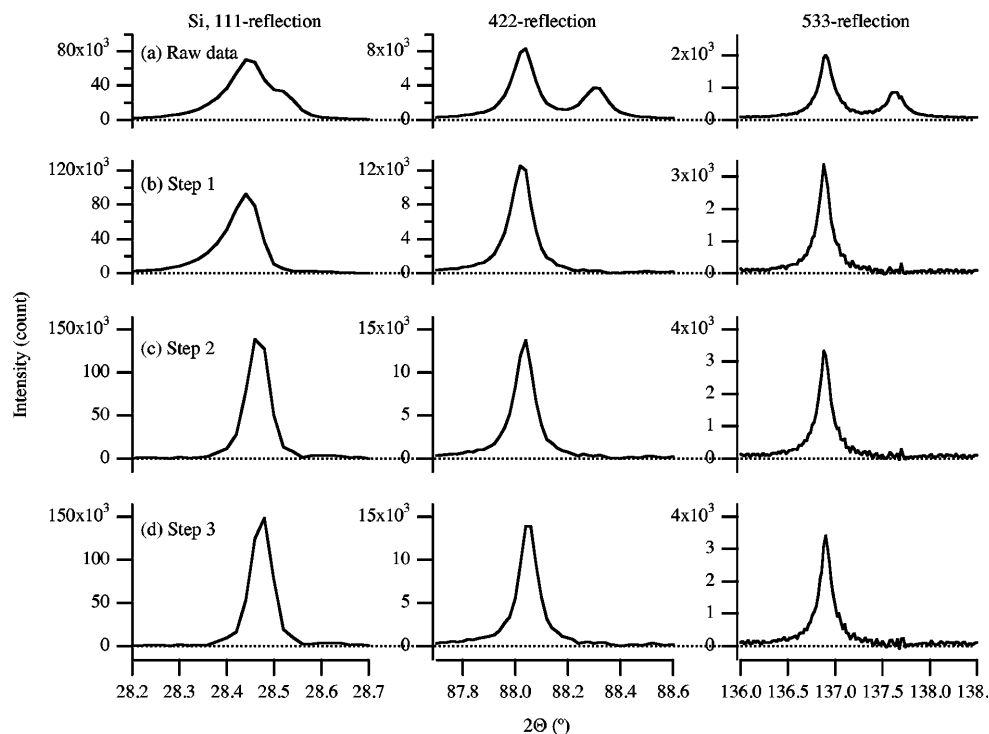 Si, 111-reflection 422-reflection 533-reflection
80x10³ (a) Raw data 8x10³ 2x10³
40 4 1
0 0 0
120x10³ (b) Step 1 12x10³ 3x10³
80 8 2
40 4 1
0 0 0
150x10³ (c) Step 2 15x10³ 4x10³
100 10 3
2
50 5 1
0 0 0
150x10³ (d) Step 3 15x10³ 4x10³
100 10 3
2
50 5 1
0 0 0
Intensity (count)
28.2 28.3 28.4 28.5 28.6 28.7 87.8 88.0 88.2 88.4 88.6 136.0 136.5 137.0 137.5 138.0 138.
2Θ (°)